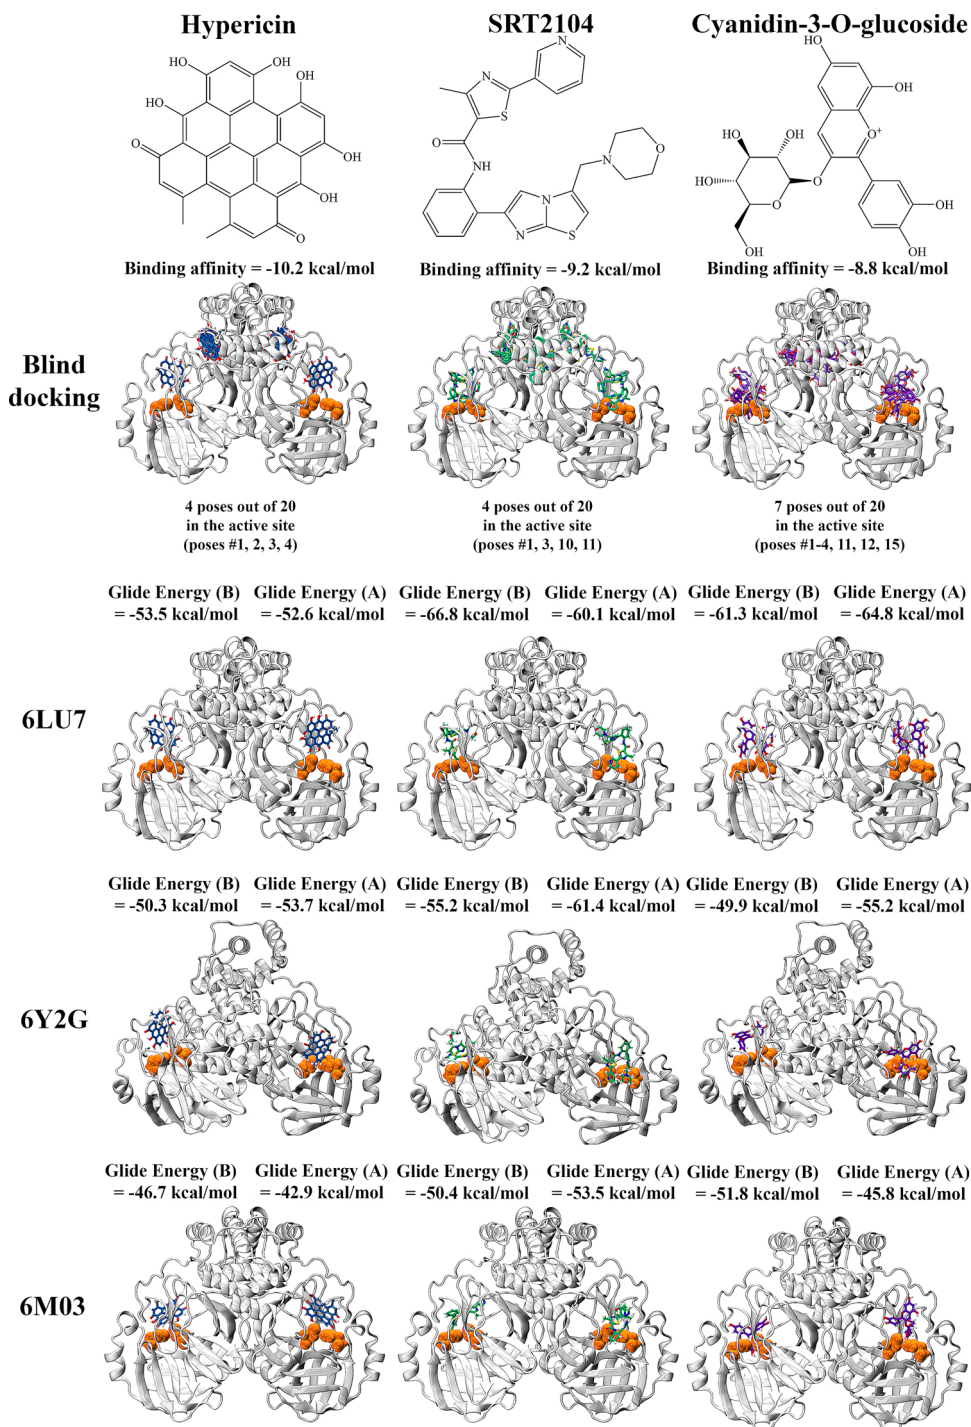 Hypericin
SRT2104
Cyanidin-3-O-glucoside
HO
OH
OH
HO
OH
OH
O
O
N
N
S
O
NH
N
O
N
N
S
HO
OH
O+
HO
OH
HO
O
O
OH
OH
OH
Binding affinity = -10.2 kcal/mol
Binding affinity = -9.2 kcal/mol
Binding affinity = -8.8 kcal/mol
Blind
docking
4 poses out of 20
in the active site
(poses #1, 2, 3, 4)
4 poses out of 20
in the active site
(poses #1, 3, 10, 11)
7 poses out of 20
in the active site
(poses #1-4, 11, 12, 15)
Glide Energy (B)
= -53.5 kcal/mol
Glide Energy (A)
= -52.6 kcal/mol
Glide Energy (B)
= -66.8 kcal/mol
Glide Energy (A)
= -60.1 kcal/mol
Glide Energy (B)
= -61.3 kcal/mol
Glide Energy (A)
= -64.8 kcal/mol
6LU7
Glide Energy (B)
= -50.3 kcal/mol
Glide Energy (A)
= -53.7 kcal/mol
Glide Energy (B)
= -55.2 kcal/mol
Glide Energy (A)
= -61.4 kcal/mol
Glide Energy (B)
= -49.9 kcal/mol
Glide Energy (A)
= -55.2 kcal/mol
6Y2G
Glide Energy (B)
= -46.7 kcal/mol
Glide Energy (A)
= -42.9 kcal/mol
Glide Energy (B)
= -50.4 kcal/mol
Glide Energy (A)
= -53.5 kcal/mol
Glide Energy (B)
= -51.8 kcal/mol
Glide Energy (A)
= -45.8 kcal/mol
6M03